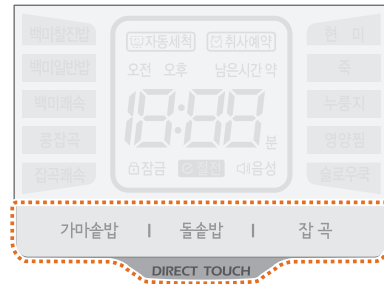 백미찰진밥
자동세척 취사예약
현 미
백미일반밥
오전 오후 남은시간 약
죽
백미쾌속
18:88 분
누룽지
콩잡곡
영양찜
잡곡쾌속
잠금 절전 음성
슬로우쿡
가마솥밥 | 돌솥밥 | 잡 곡
DIRECT TOUCH